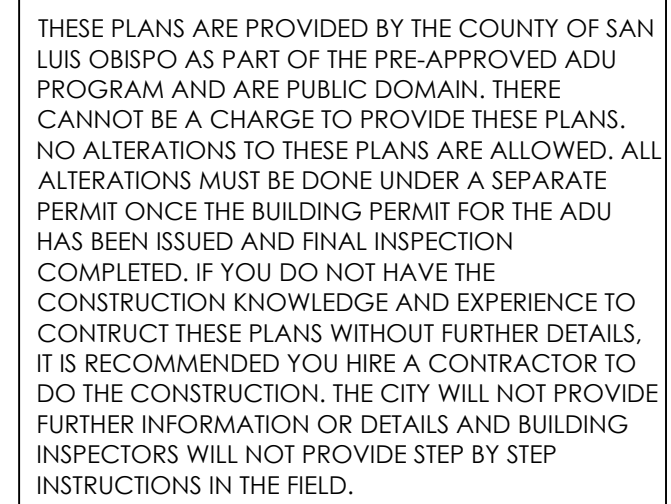 THESE PLANS ARE PROVIDED BY THE COUNTY OF SAN
LUIS OBISPO AS PART OF THE PRE-APPROVED ADU
PROGRAM AND ARE PUBLIC DOMAIN. THERE
CANNOT BE A CHARGE TO PROVIDE THESE PLANS.
NO ALTERATIONS TO THESE PLANS ARE ALLOWED. ALL
ALTERATIONS MUST BE DONE UNDER A SEPARATE
PERMIT ONCE THE BUILDING PERMIT FOR THE ADU
HAS BEEN ISSUED AND FINAL INSPECTION
COMPLETED. IF YOU DO NOT HAVE THE
CONSTRUCTION KNOWLEDGE AND EXPERIENCE TO
CONTRUCT THESE PLANS WITHOUT FURTHER DETAILS,
IT IS RECOMMENDED YOU HIRE A CONTRACTOR TO
DO THE CONSTRUCTION. THE CITY WILL NOT PROVIDE
FURTHER INFORMATION OR DETAILS AND BUILDING
INSPECTORS WILL NOT PROVIDE STEP BY STEP
INSTRUCTIONS IN THE FIELD.